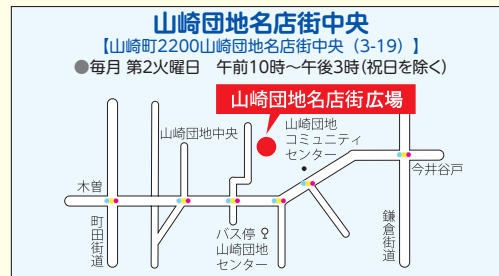 山崎団地名店街中央
【山崎町2200山崎団地名店街中央（3-19）】
●毎月 第2火曜日　午前10時～午後3時(祝日を除く)
山崎団地名店街広場
山崎団地中央
山崎団地
コミュニティ
センター
今井谷戸
木曽
町田街道
バス停
山崎団地
センター
鎌倉街道